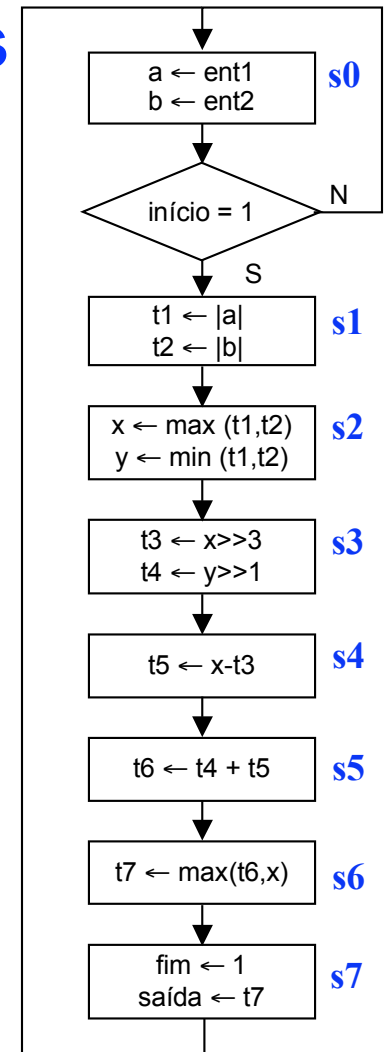 s
a ← ent1
b ← ent2
s0
início = 1
N
S
t1 ← |a|
t2 ← |b|
s1
x ← max (t1,t2)
y ← min (t1,t2)
s2
t3 ← x>>3
t4 ← y>>1
s3
t5 ← x-t3
s4
t6 ← t4 + t5
s5
t7 ← max(t6,x)
s6
fim ← 1
saída ← t7
s7